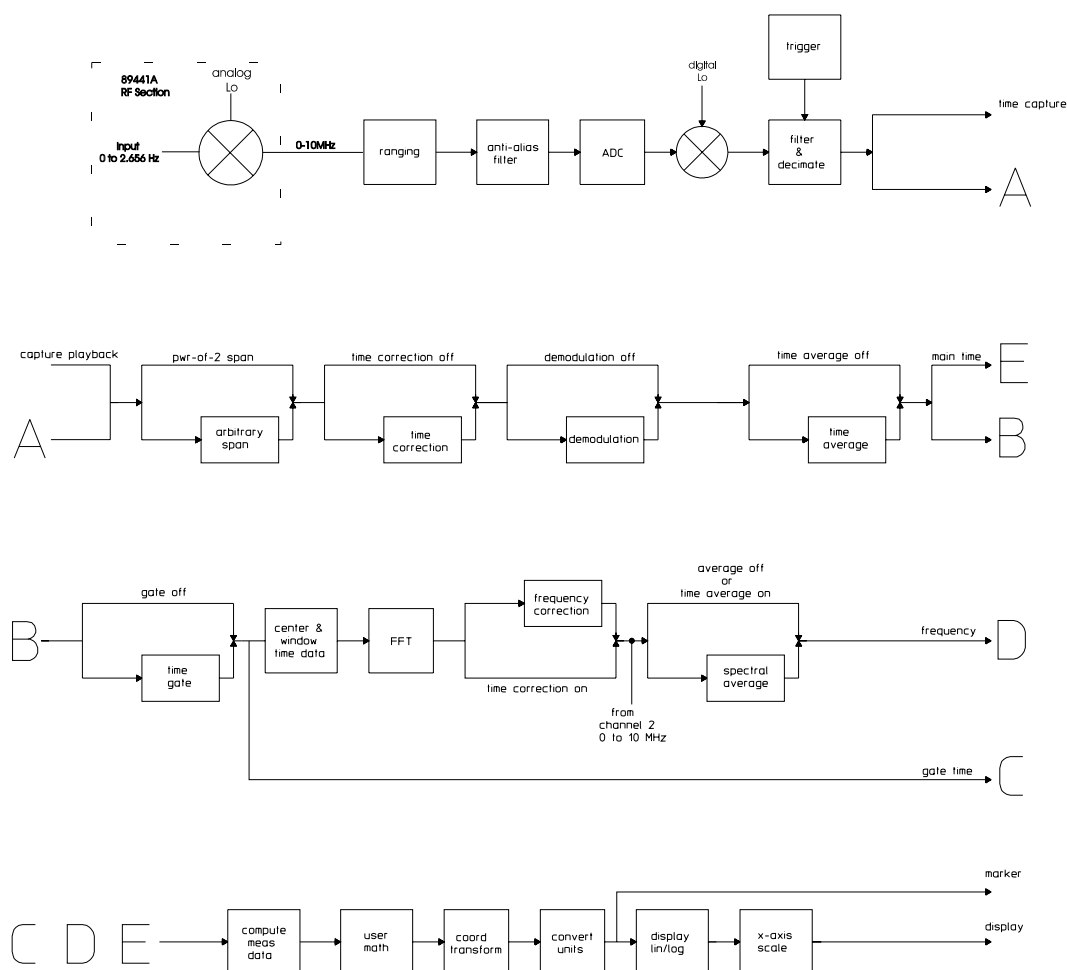 trigger
89441A
RF Section
analog
Lo
digital
Lo
time capture
Input
0 to 2.656 Hz
0-10MHz
ranging
anti-alias
filter
ADC
filter
&
decimate
A
capture playback
pwr-of-2 span
time correction off
demodulation off
time average off
main time
E
A
arbitrary
span
time
correction
demodulation
time
average
B
average off
or
time average on
gate off
frequency
correction
B
center &
window
time data
FFT
frequency
D
time
gate
time correction on
spectral
average
from
channel 2
0 to 10 MHz
gate time
C
marker
C D E
compute
meas
data
user
math
coord
transform
convert
units
display
lin/log
x-axis
scale
display